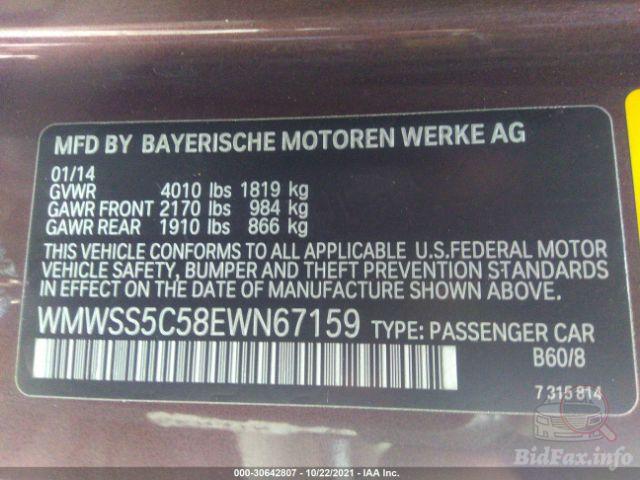 MFD BY BAYERISCHE MOTOREN WERKE AG
01/14
GVWR 4010 lbs 1819 kg
GAWR FRONT 2170 lbs 984 kg
GAWR REAR 1910 lbs 866 kg
THIS VEHICLE CONFORMS TO ALL APPLICABLE U.S.FEDERAL MOTOR
VEHICLE SAFETY, BUMPER AND THEFT PREVENTION STANDARDS
IN EFFECT ON THE DATE OF MANUFACTURE SHOWN ABOVE.
WMWSS5C58EWN67159 TYPE: PASSENGER CAR
B60/8
7 315 814
BidFax.info
000-30642807 - 10/22/2021 - IAA Inc.